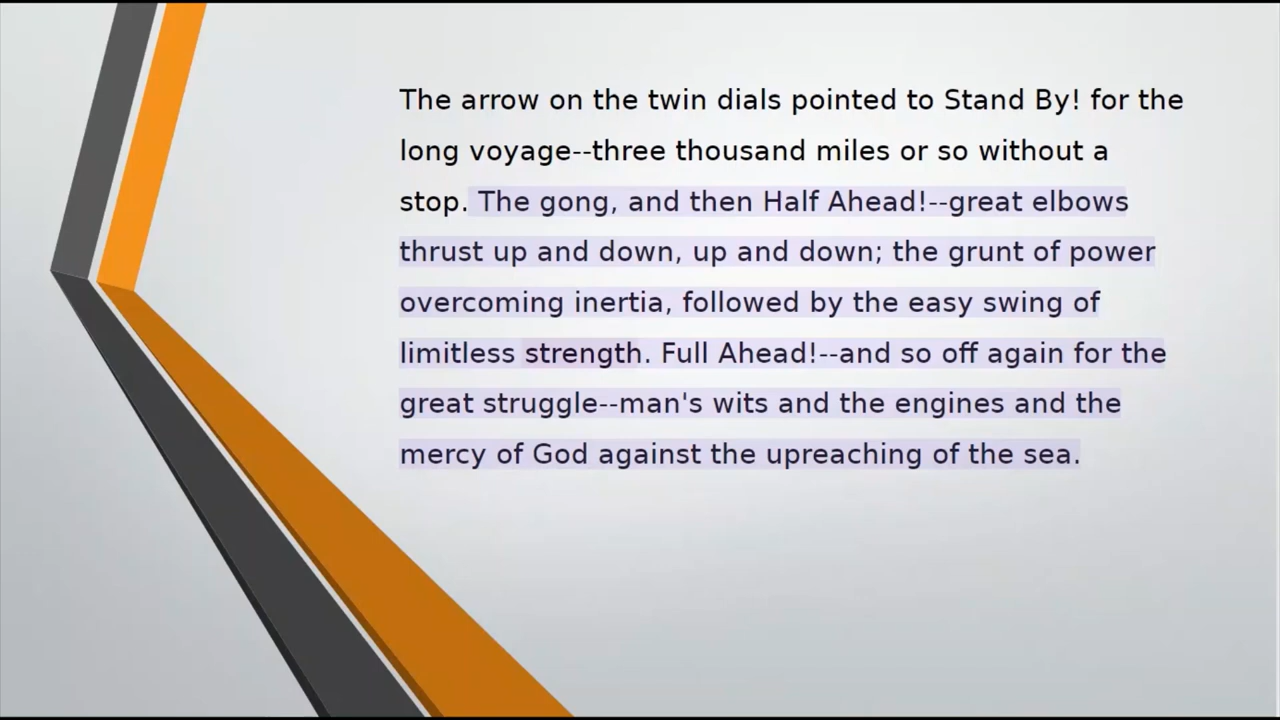 The arrow on the twin dials pointed to Stand By! for the
long voyage--three thousand miles or so without a
stop. The gong, and then Half Ahead!--great elbows
thrust up and down, up and down; the grunt of power
overcoming inertia, followed by the easy swing of
limitless strength. Full Ahead!--and so off again for the
great struggle--man's wits and the engines and the
mercy of God against the upreaching of the sea.